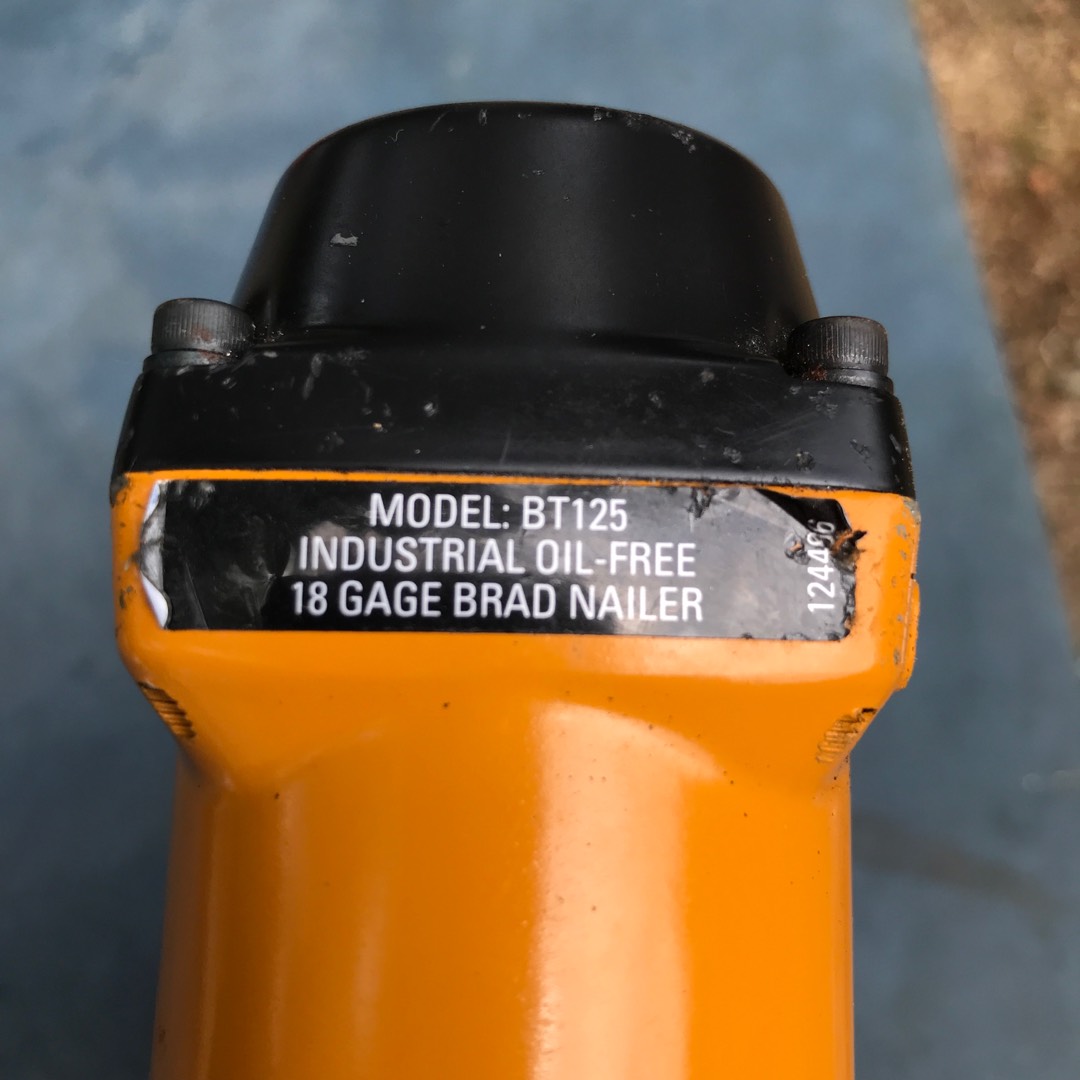 MODEL: BT125
INDUSTRIAL OIL-FREE
18 GAGE BRAD NAILER